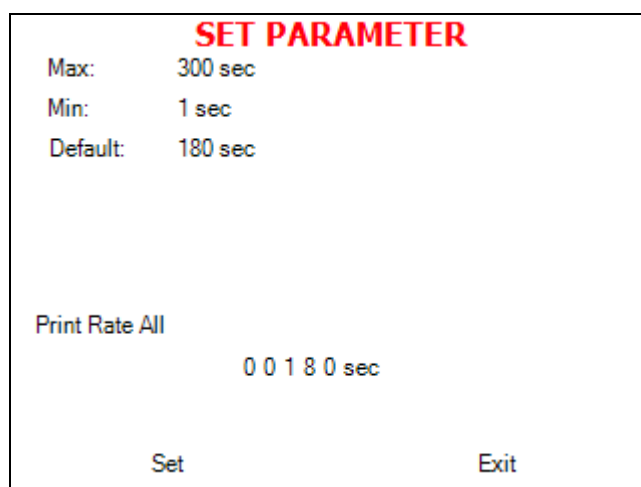 SET PARAMETER
Max: 300 sec
Min: 1 sec
Default: 180 sec
Print Rate All
0 0 1 8 0 sec
Set Exit